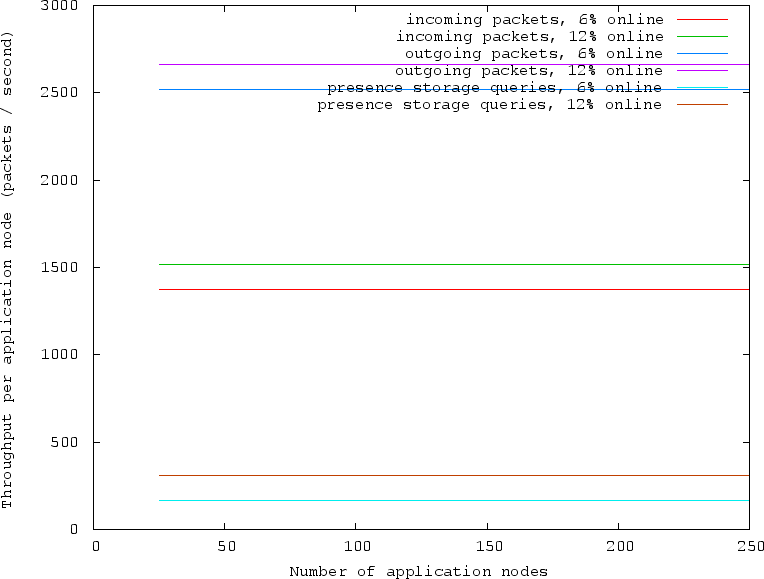 3000
2500
2000
1500
1000
500
0
0 50 100 150 200 250
Throughput per application node (packets / second)
Number of application nodes
incoming packets, 6% online
incoming packets, 12% online
outgoing packets, 6% online
outgoing packets, 12% online
presence storage queries, 6% online
presence storage queries, 12% online